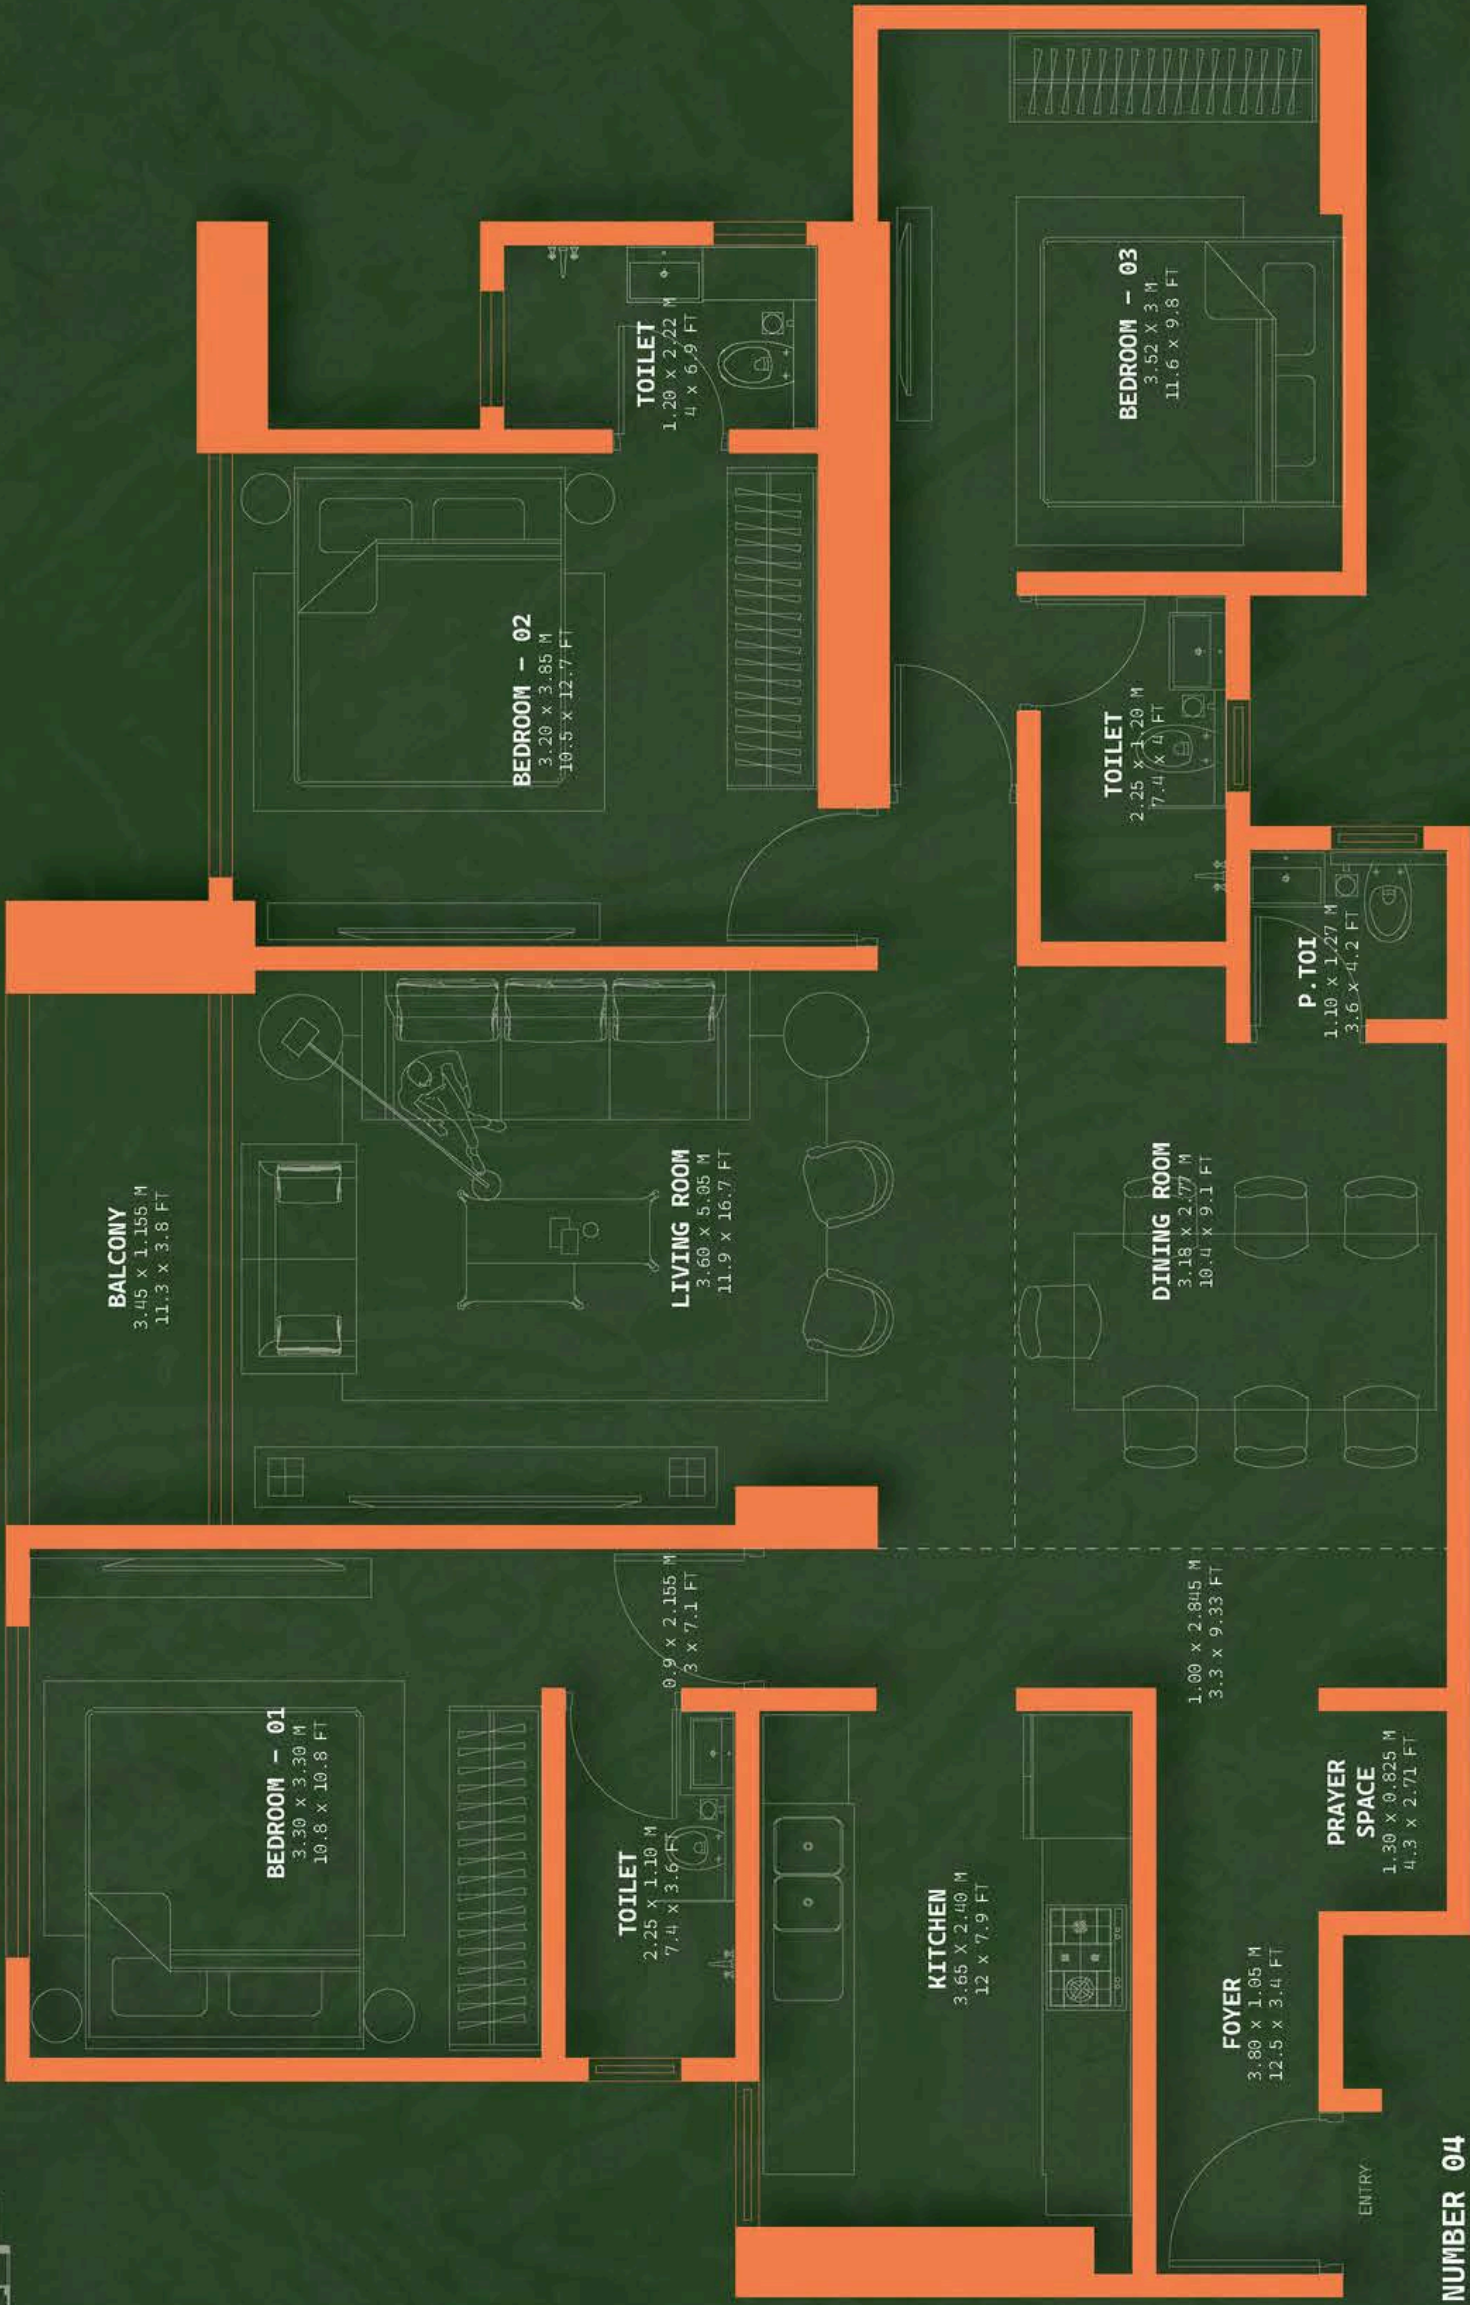 BALCONY
3.45 x 1.155 M
11.3 x 3.8 FT
BEDROOM – 01
3.30 x 3.30 M
10.8 x 10.8 FT
LIVING ROOM
3.60 x 5.05 M
11.9 x 16.7 FT
BEDROOM – 02
3.20 x 3.85 M
10.5 x 12.7 FT
TOILET
1.20 x 2.22 M
4 x 6.9 FT
TOILET
2.25 x 1.10 M
7.4 x 3.6 FT
0.9 x 2.155 M
3 x 7.1 FT
KITCHEN
3.65 X 2.40 M
12 x 7.9 FT
DINING ROOM
3.18 x 2.77 M
10.4 x 9.1 FT
TOILET
2.25 x 1.20 M
7.4 x 4 FT
BEDROOM – 03
3.52 X 3 M
11.6 x 9.8 FT
1.00 x 2.845 M
3.3 x 9.33 FT
P.TOI
1.10 x 1.27 M
3.6 x 4.2 FT
FOYER
3.80 x 1.05 M
12.5 x 3.4 FT
PRAYER
SPACE
1.30 x 0.825 M
4.3 x 2.71 FT
ENTRY
NUMBER 04